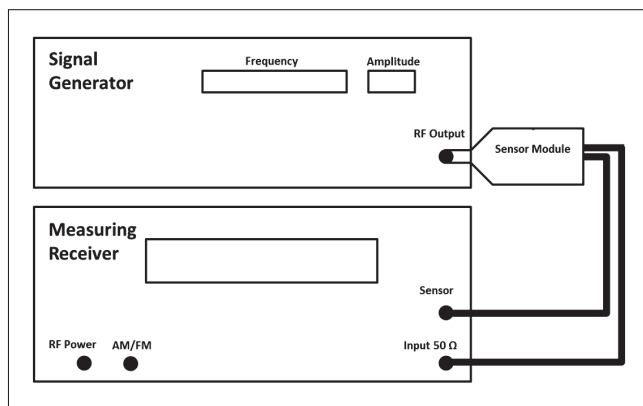 Signal
Generator
Frequency
Amplitude
RF Output
Sensor Module
Measuring
Receiver
Sensor
RF Power
AM/FM
Input 50 Ω